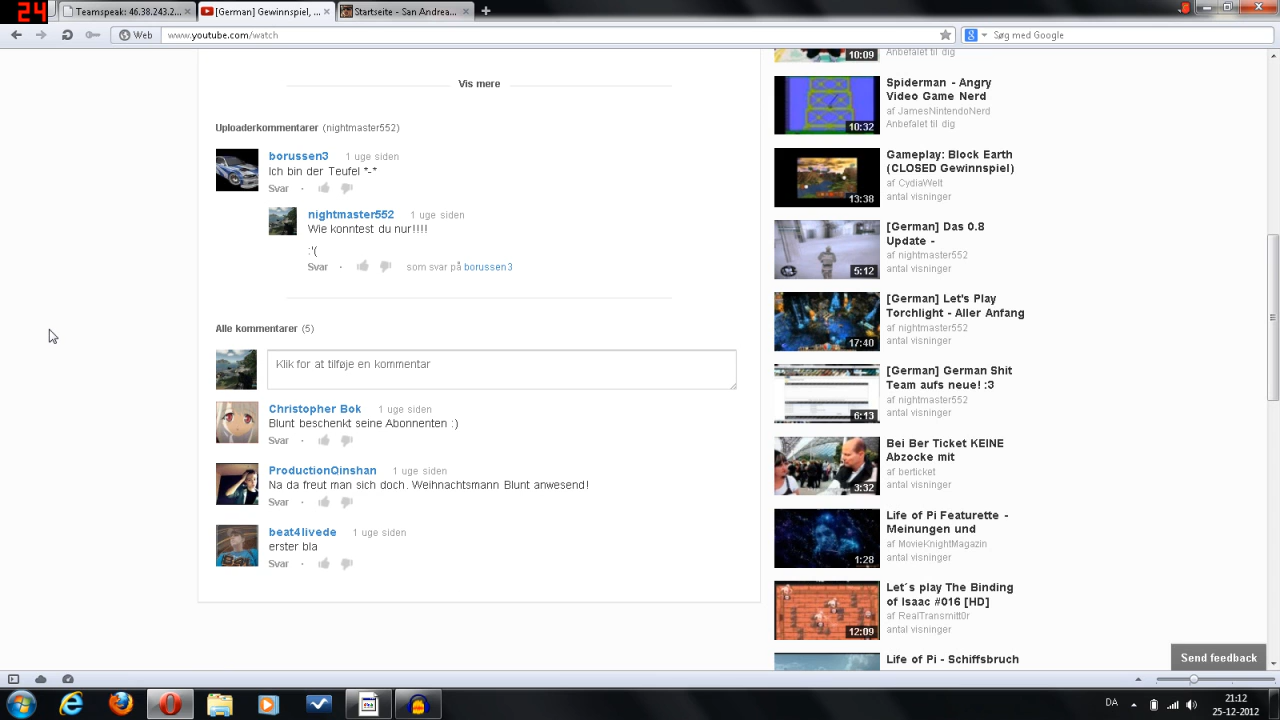 24
Teamspeak: 46.38.243.2...
[German] Gewinnspiel,
Startseite - San Andrea...
Web
www.youtube.com/watch
Søg med Google
Vis mere
Uploaderkommentarer (nightmaster552)
borussen3 1 uge siden
Ich bin der Teufel *-*
Svar
nightmaster552 1 uge siden
Wie konntest du nur!!!!
:'(
Svar · som svar på borussen3
Alle kommentarer (5)
Klik for at tilføje en kommentar
Christopher Bok 1 uge siden
Blunt beschenkt seine Abonnenten :)
Svar
ProductionQinshan 1 uge siden
Na da freut man sich doch. Weihnachtsmann Blunt anwesend!
Svar
beat4livede 1 uge siden
erster bla
Svar
10:09
Anbefalet til dig
Spiderman - Angry
Video Game Nerd
af JamesNintendoNerd
Anbefalet til dig
10:32
Gameplay: Block Earth
(CLOSED Gewinnspiel)
af CydiaWelt
antal visninger
13:38
[German] Das 0.8
Update -
af nightmaster552
antal visninger
5:12
[German] Let's Play
Torchlight - Aller Anfang
af nightmaster552
antal visninger
17:40
[German] German Shit
Team aufs neue! :3
af nightmaster552
antal visninger
6:13
Bei Ber Ticket KEINE
Abzocke mit
af berticket
antal visninger
3:32
Life of Pi Featurette -
Meinungen und
af MovieKnightMagazin
antal visninger
1:28
Let´s play The Binding
of Isaac #016 [HD]
af RealTransmitt0r
antal visninger
12:09
Life of Pi - Schiffsbruch
Send feedback
DA
21:12
25-12-2012